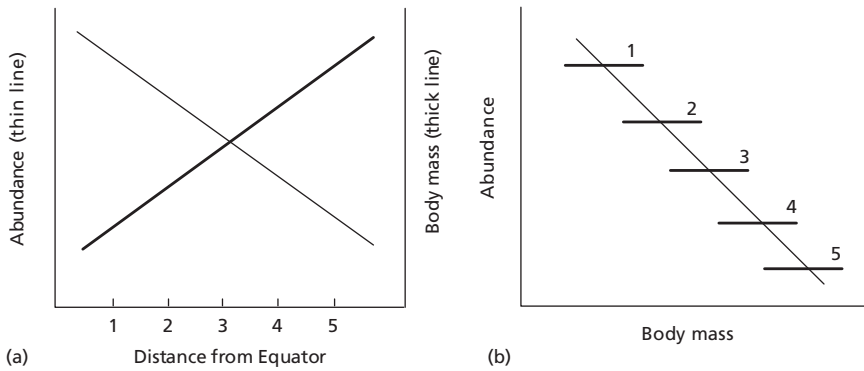 Abundance (thin line)
1 2 3 4 5
Distance from Equator
(a)
Body mass (thick line)
Abundance
1
2
3
4
5
Body mass
(b)